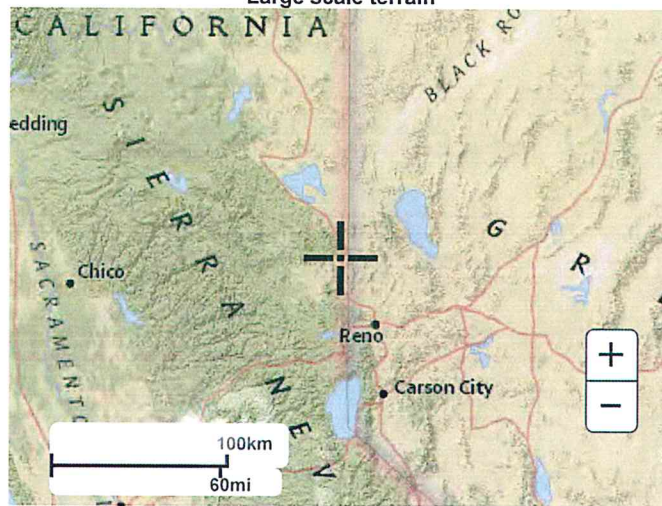 Large Scale terrain
CALIFORNIA
BLACK RO
edding
SIERRA NEV
G R
SACRAMENTO
Chico
Reno
Carson City
+
−
100km
60mi